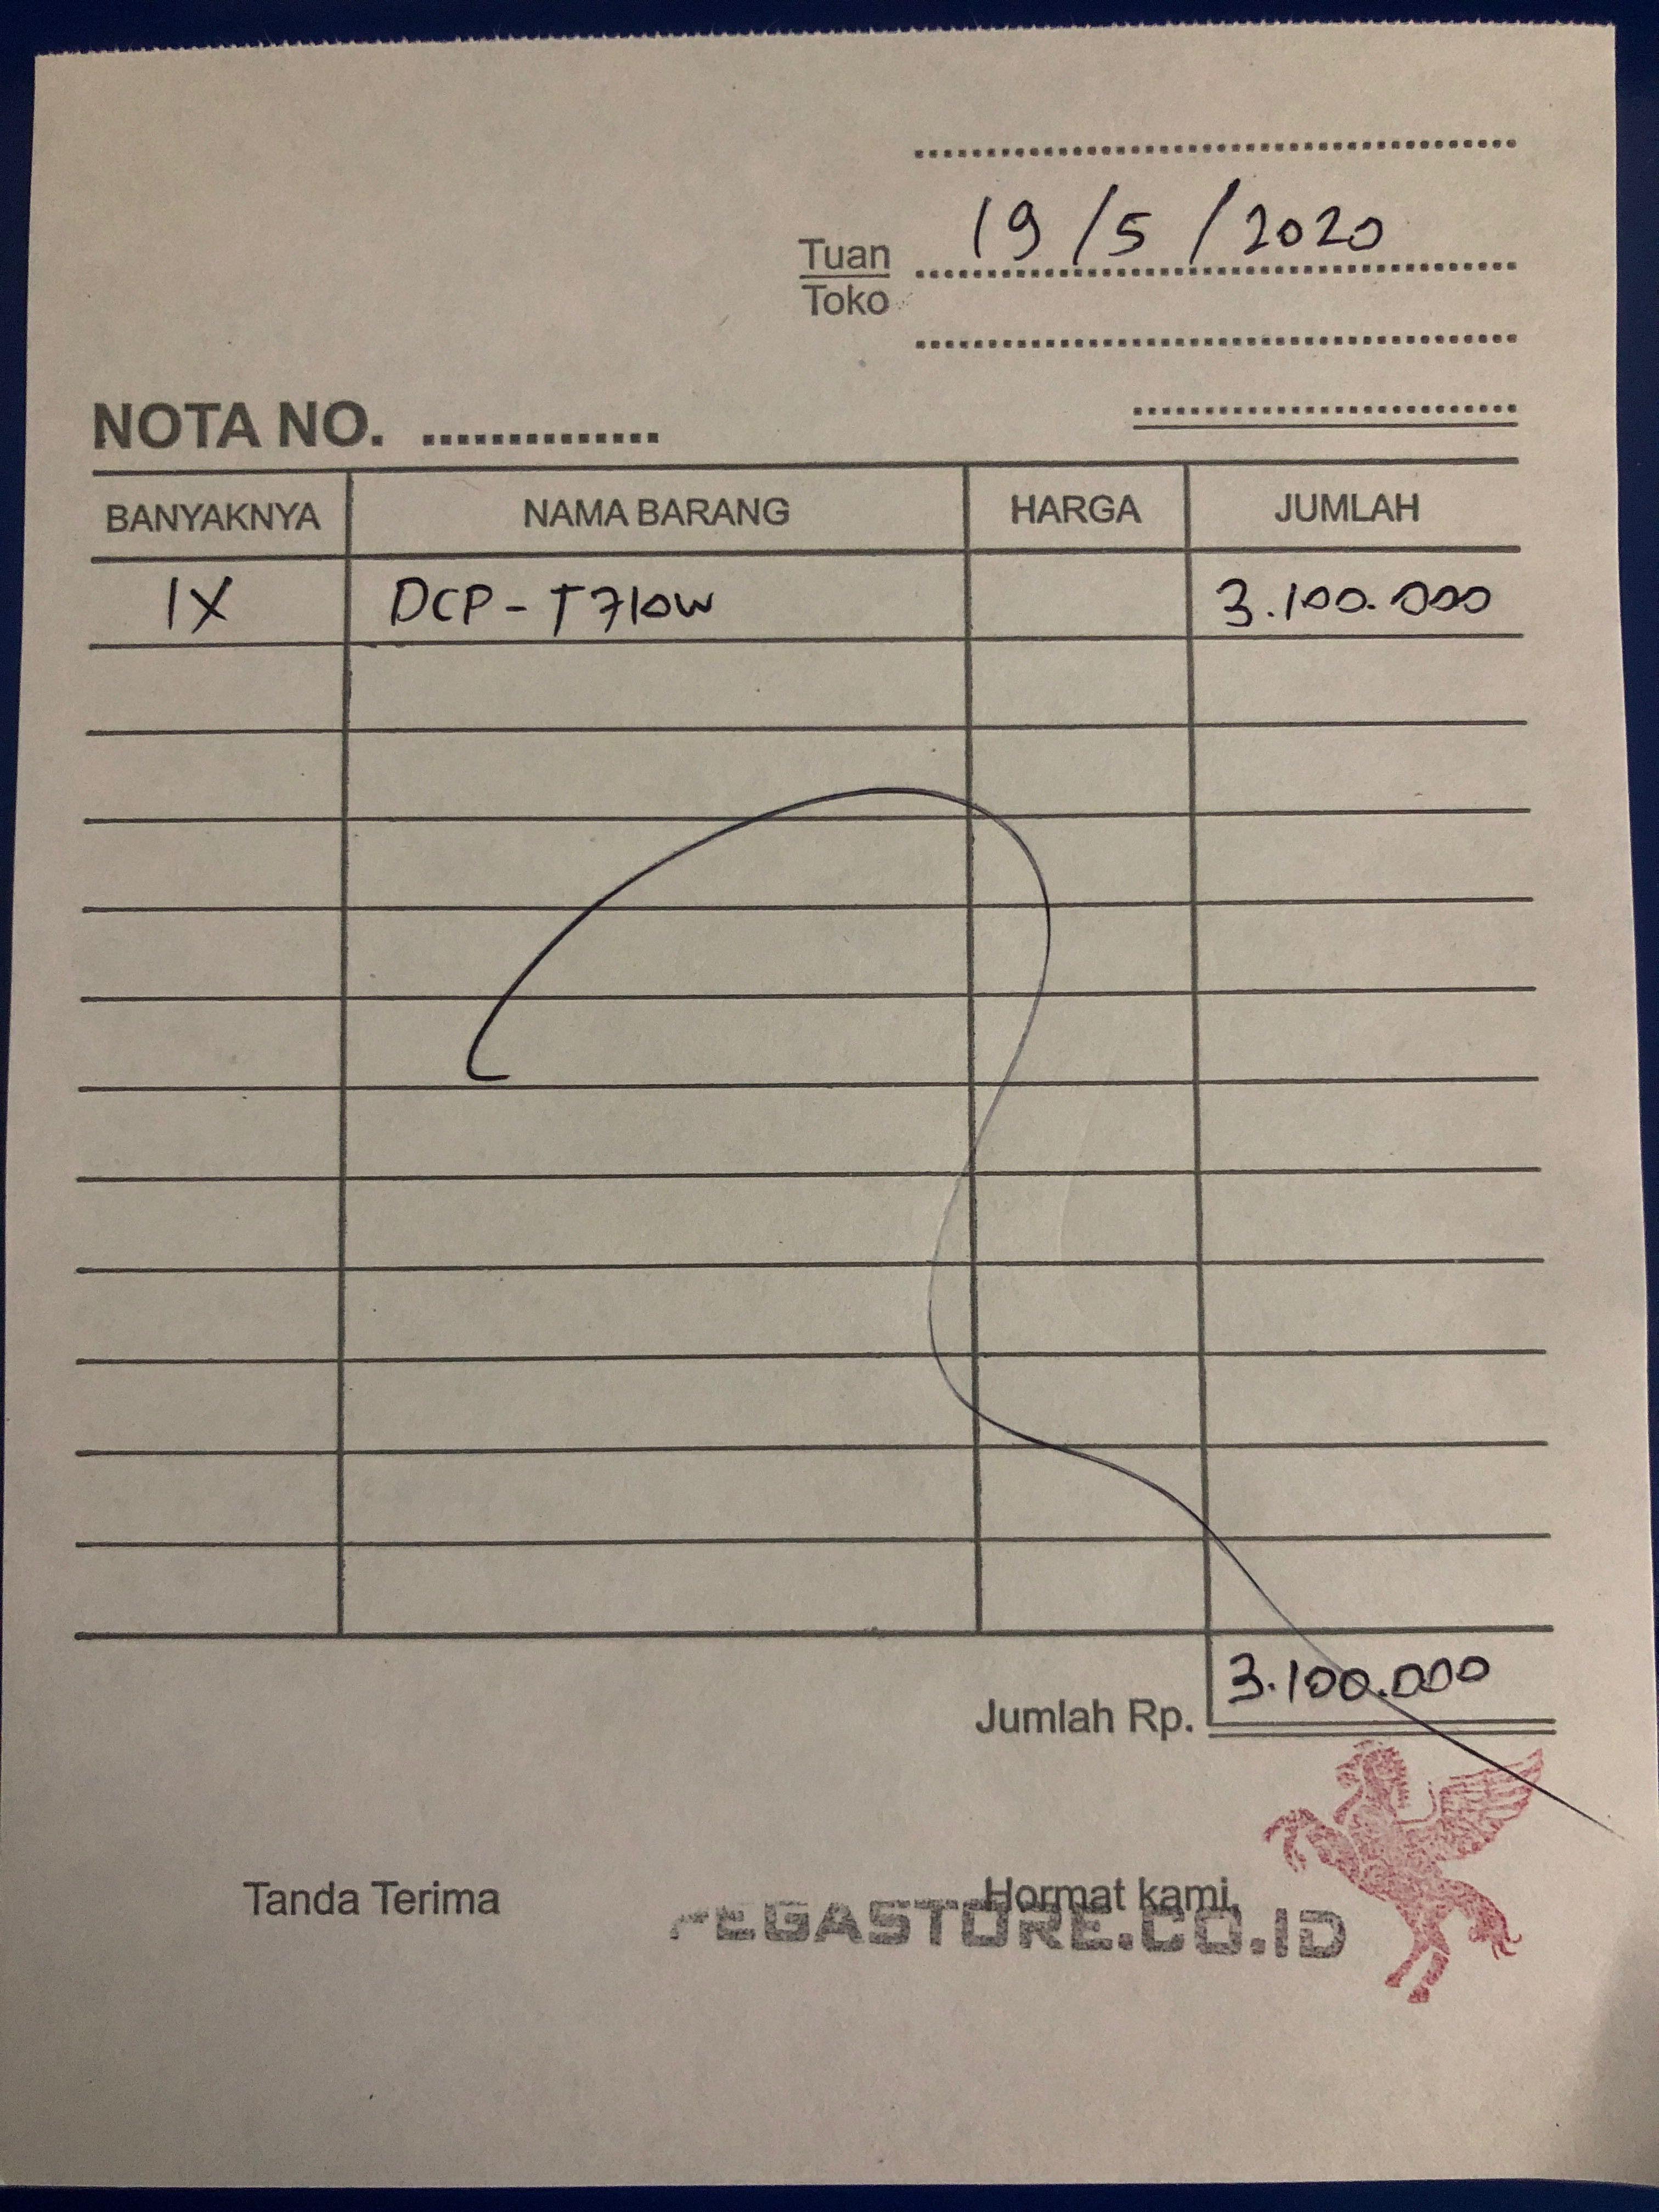 19/5/2020
Tuan
Toko
NOTA NO. ..............
BANYAKNYA NAMA BARANG HARGA JUMLAH
1X DCP-T710W 3.100.000
Jumlah Rp. 3.100.000
Tanda Terima Hormat kami,
PEGASTORE.CO.ID